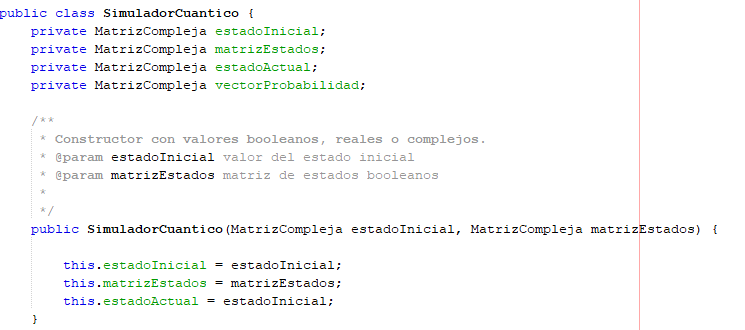 public class SimuladorCuantico {
    private MatrizCompleja estadoInicial;
    private MatrizCompleja matrizEstados;
    private MatrizCompleja estadoActual;
    private MatrizCompleja vectorProbabilidad;

    /**
     * Constructor con valores booleanos, reales o complejos.
     * @param estadoInicial valor del estado inicial
     * @param matrizEstados matriz de estados booleanos
     *
     */
    public SimuladorCuantico(MatrizCompleja estadoInicial, MatrizCompleja matrizEstados) {

        this.estadoInicial = estadoInicial;
        this.matrizEstados = matrizEstados;
        this.estadoActual = estadoInicial;
    }